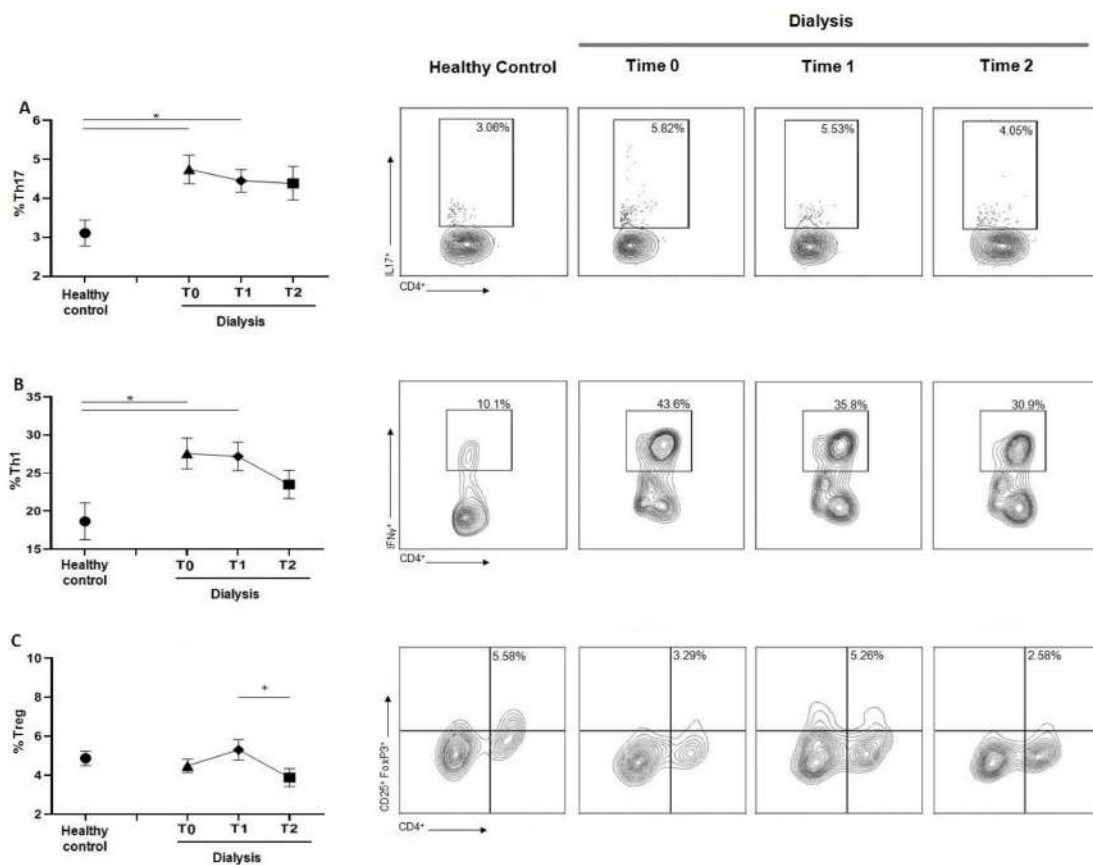 Dialysis
Healthy Control Time 0 Time 1 Time 2
A
*
6
5
4
3
2
% Th17
Healthy
control
T0 T1 T2
Dialysis
3.06% 5.82% 5.53% 4.05%
IL17⁺
CD4⁺
B
*
35
30
25
20
15
% Th1
Healthy
control
T0 T1 T2
Dialysis
10.1% 43.6% 35.8% 30.9%
IFNγ⁺
CD4⁺
C
+
10
8
6
4
2
% Treg
Healthy
control
T0 T1 T2
Dialysis
5.58% 3.29% 5.26% 2.58%
CD25⁺ FoxP3⁺
CD4⁺